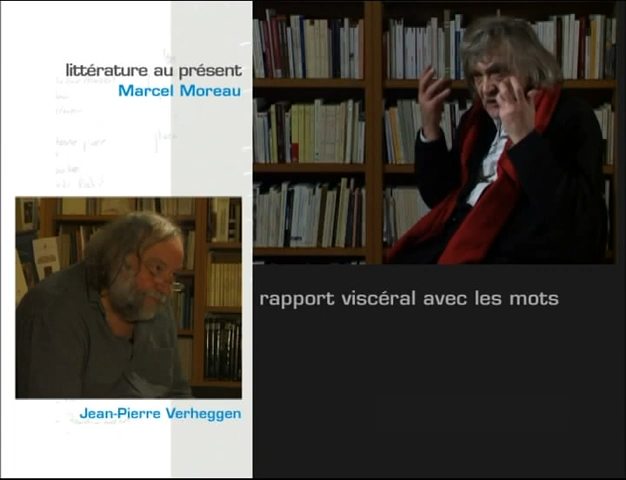 littérature au présent
Marcel Moreau
rapport viscéral avec les mots
Jean-Pierre Verheggen